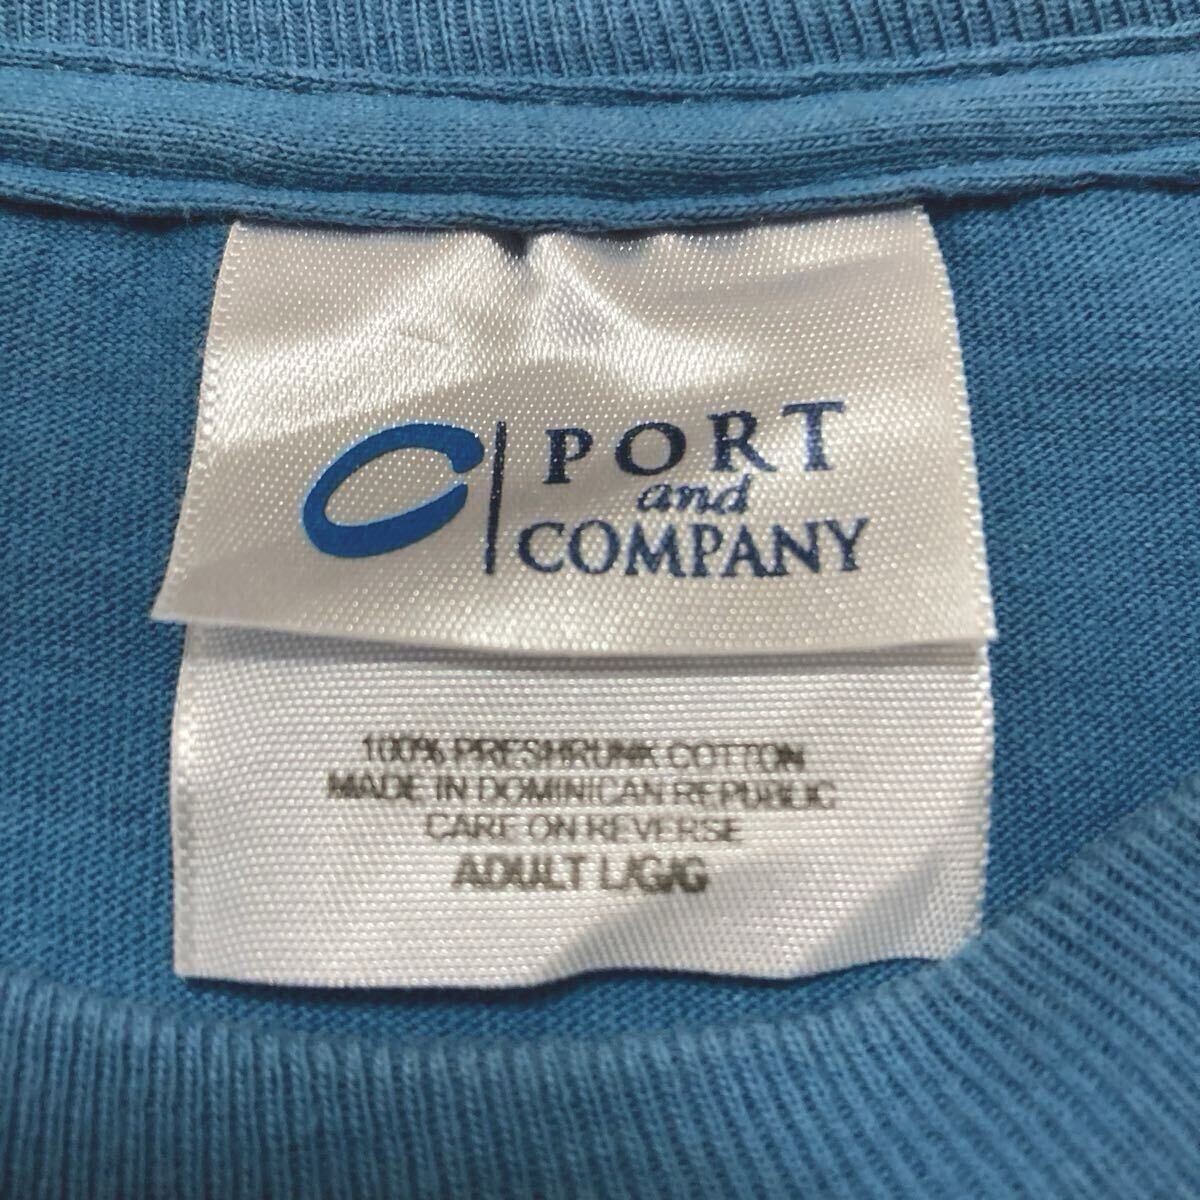 PORT
and
COMPANY
100% PRESHRUNK COTTON
MADE IN DOMINICAN REPUBLIC
CARE ON REVERSE
ADULT L/G/G